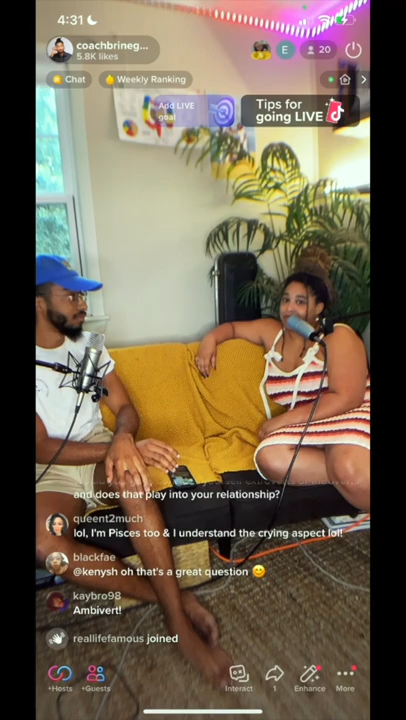 4:31
coachbrineg...
5.8K likes
E
20
Chat
Weekly Ranking
Add LIVE
goal
Tips for
going LIVE
and does that play into your relationship?
queent2much
lol, I'm Pisces too & I understand the crying aspect lol!
blackfae
@kenysh oh that's a great question 😊
kaybro98
Ambivert!
reallifefamous joined
+Hosts
+Guests
Interact
1
Enhance
More